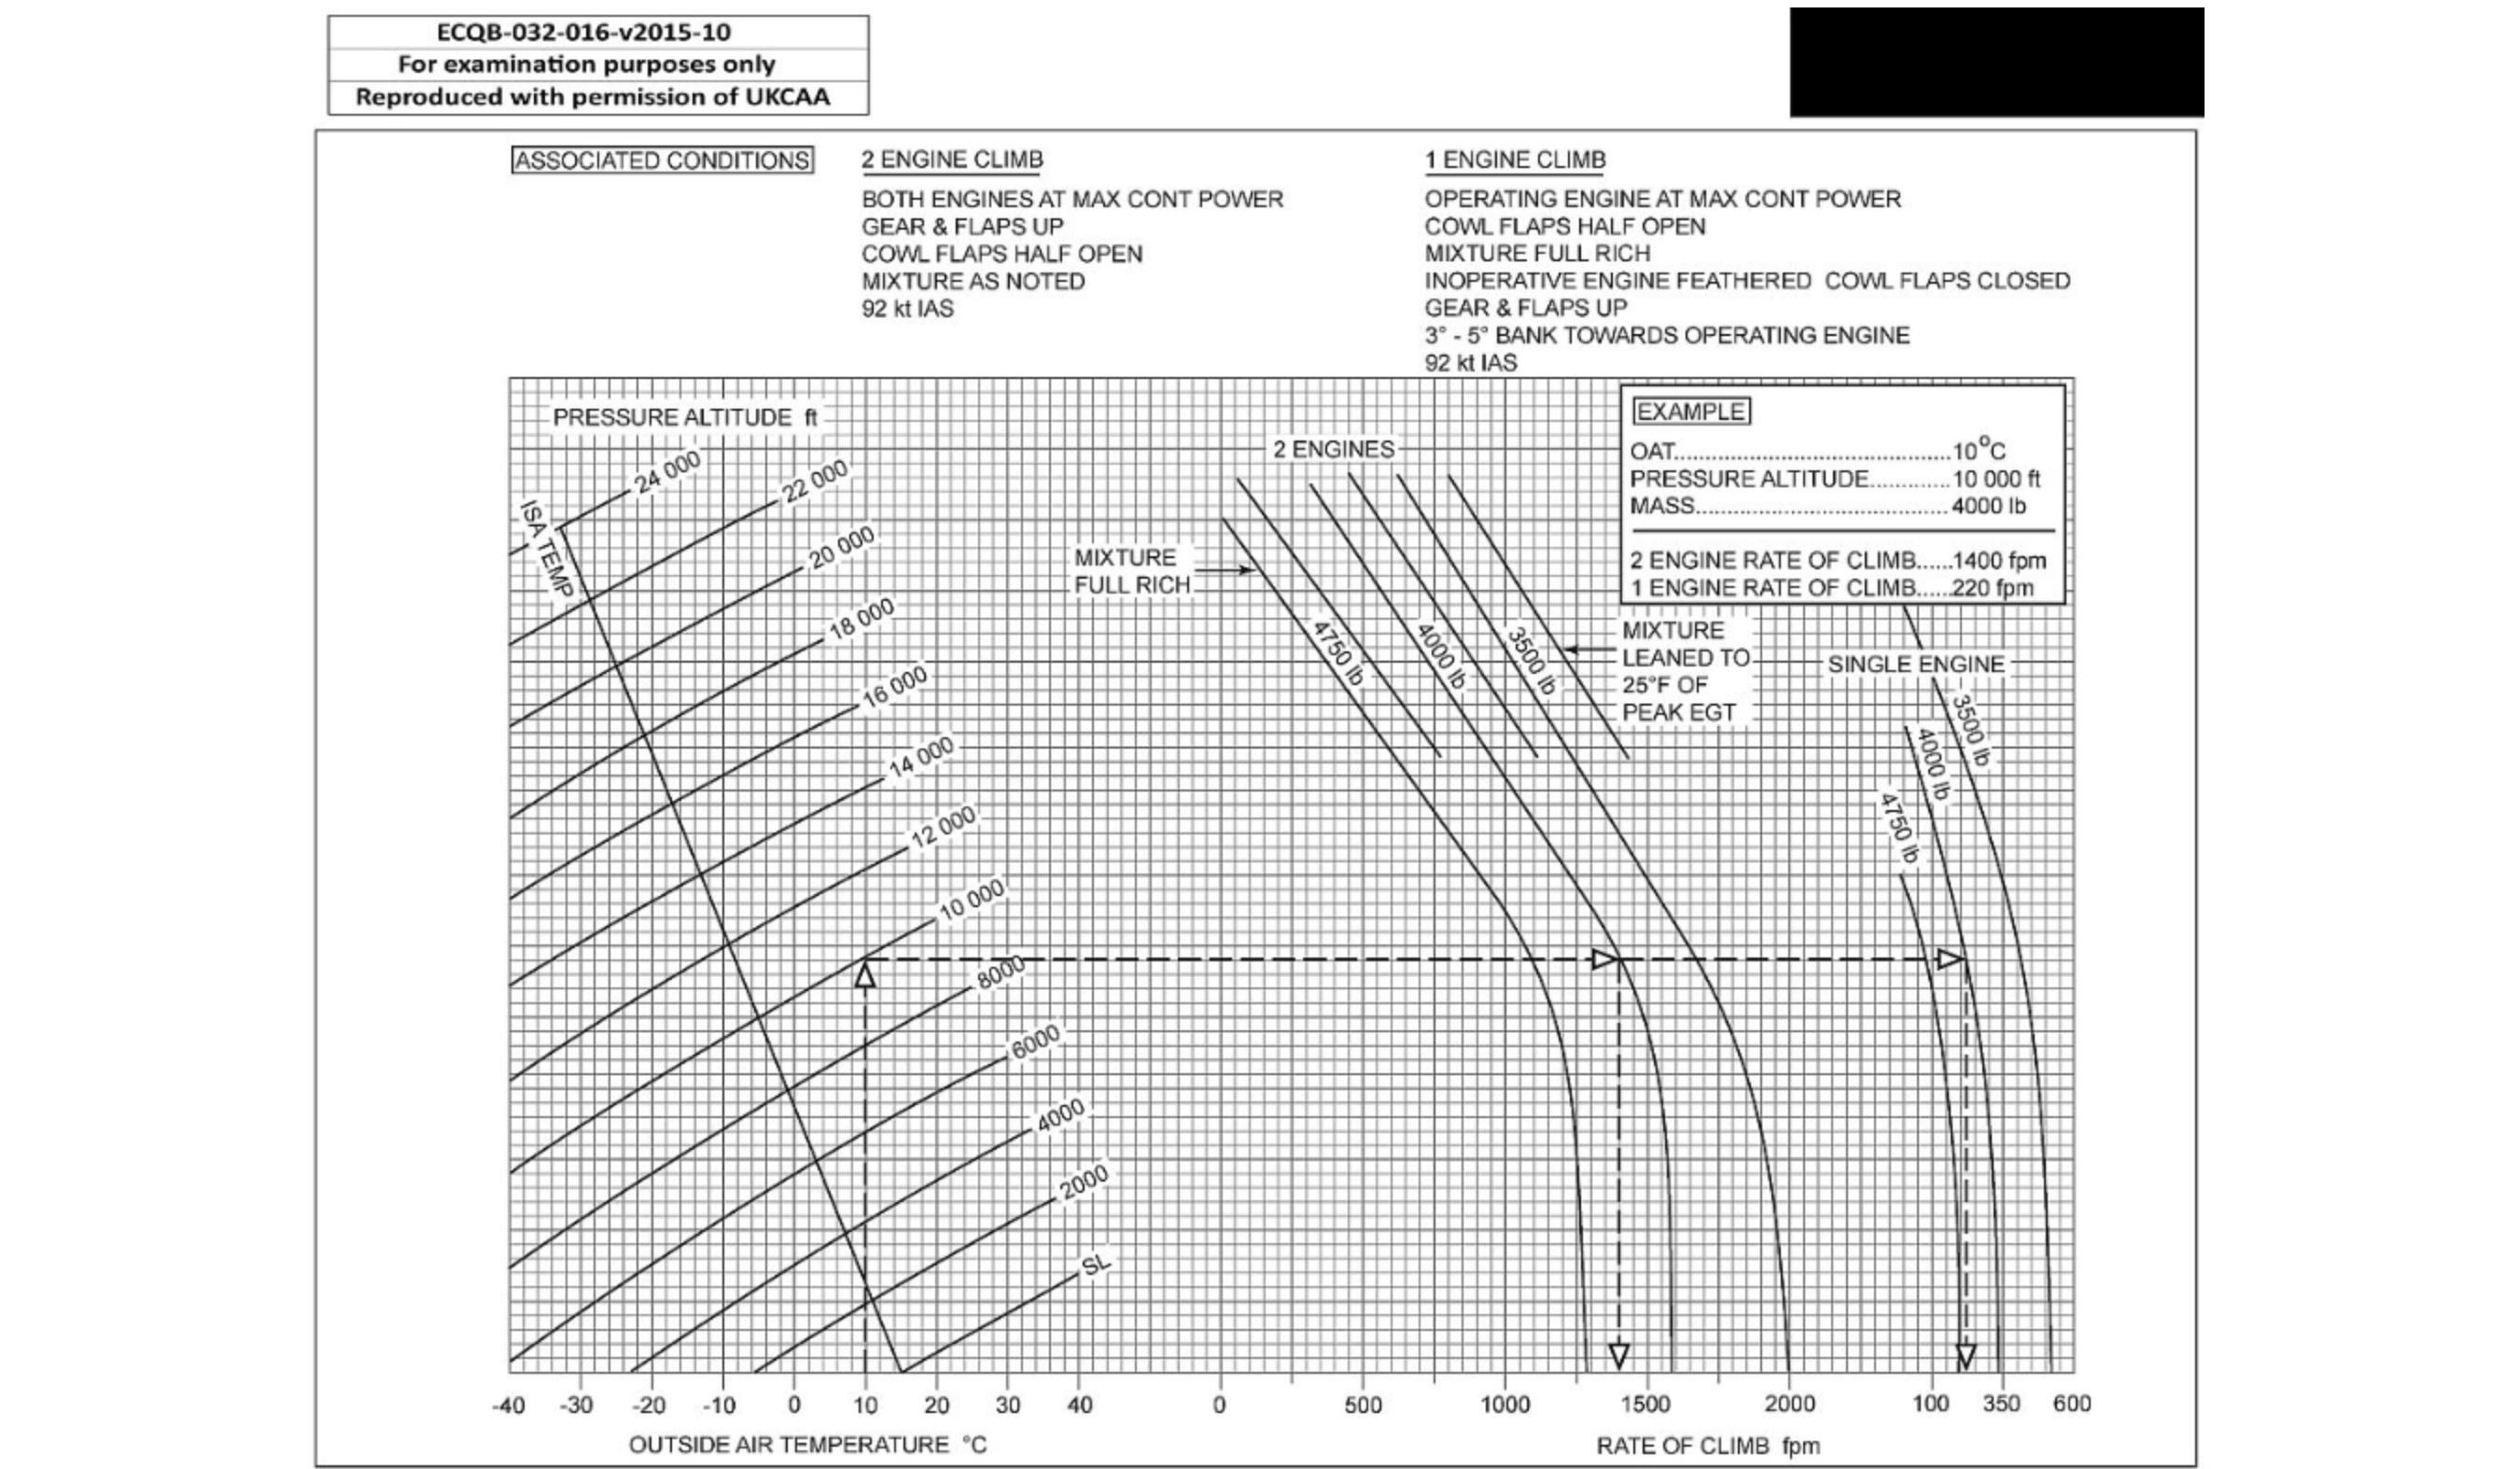 ECQB-032-016-v2015-10
For examination purposes only
Reproduced with permission of UKCAA
ASSOCIATED CONDITIONS
2 ENGINE CLIMB
BOTH ENGINES AT MAX CONT POWER
GEAR & FLAPS UP
COWL FLAPS HALF OPEN
MIXTURE AS NOTED
92 kt IAS
1 ENGINE CLIMB
OPERATING ENGINE AT MAX CONT POWER
COWL FLAPS HALF OPEN
MIXTURE FULL RICH
INOPERATIVE ENGINE FEATHERED COWL FLAPS CLOSED
GEAR & FLAPS UP
3° - 5° BANK TOWARDS OPERATING ENGINE
92 kt IAS
PRESSURE ALTITUDE ft
24 000
22 000
20 000
18 000
16 000
14 000
12 000
10 000
8000
6000
4000
2000
SL
ISA TEMP
2 ENGINES
MIXTURE
FULL RICH
4750 lb
4000 lb
3500 lb
EXAMPLE
OAT..........................................10°C
PRESSURE ALTITUDE............10 000 ft
MASS......................................4000 lb
2 ENGINE RATE OF CLIMB......1400 fpm
1 ENGINE RATE OF CLIMB......220 fpm
MIXTURE
LEANED TO
25°F OF
PEAK EGT
SINGLE ENGINE
3500 lb
4000 lb
4750 lb
-40 -30 -20 -10 0 10 20 30 40
0 500 1000 1500 2000 100 350 600
OUTSIDE AIR TEMPERATURE °C
RATE OF CLIMB fpm